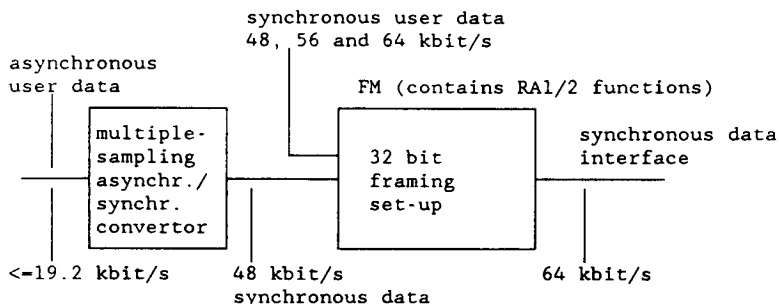 synchronous user data
48, 56 and 64 kbit/s
asynchronous
user data
FM (contains RA1/2 functions)
multiple-
sampling
asynchr./
synchr.
convertor
32 bit
framing
set-up
synchronous data
interface
<=19.2 kbit/s
48 kbit/s
synchronous data
64 kbit/s